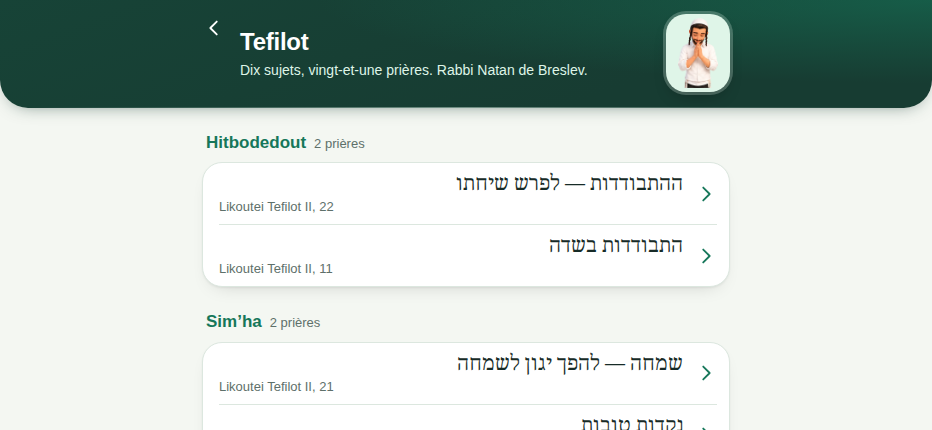 Tefilot
Dix sujets, vingt-et-une prières. Rabbi Natan de Breslev.
Hitbodedout 2 prières
ההתבודדות — לפרש שיחתו
Likoutei Tefilot II, 22
התבודדות בשדה
Likoutei Tefilot II, 11
Sim’ha 2 prières
שמחה — להפך יגון לשמחה
Likoutei Tefilot II, 21
נקדות טובות